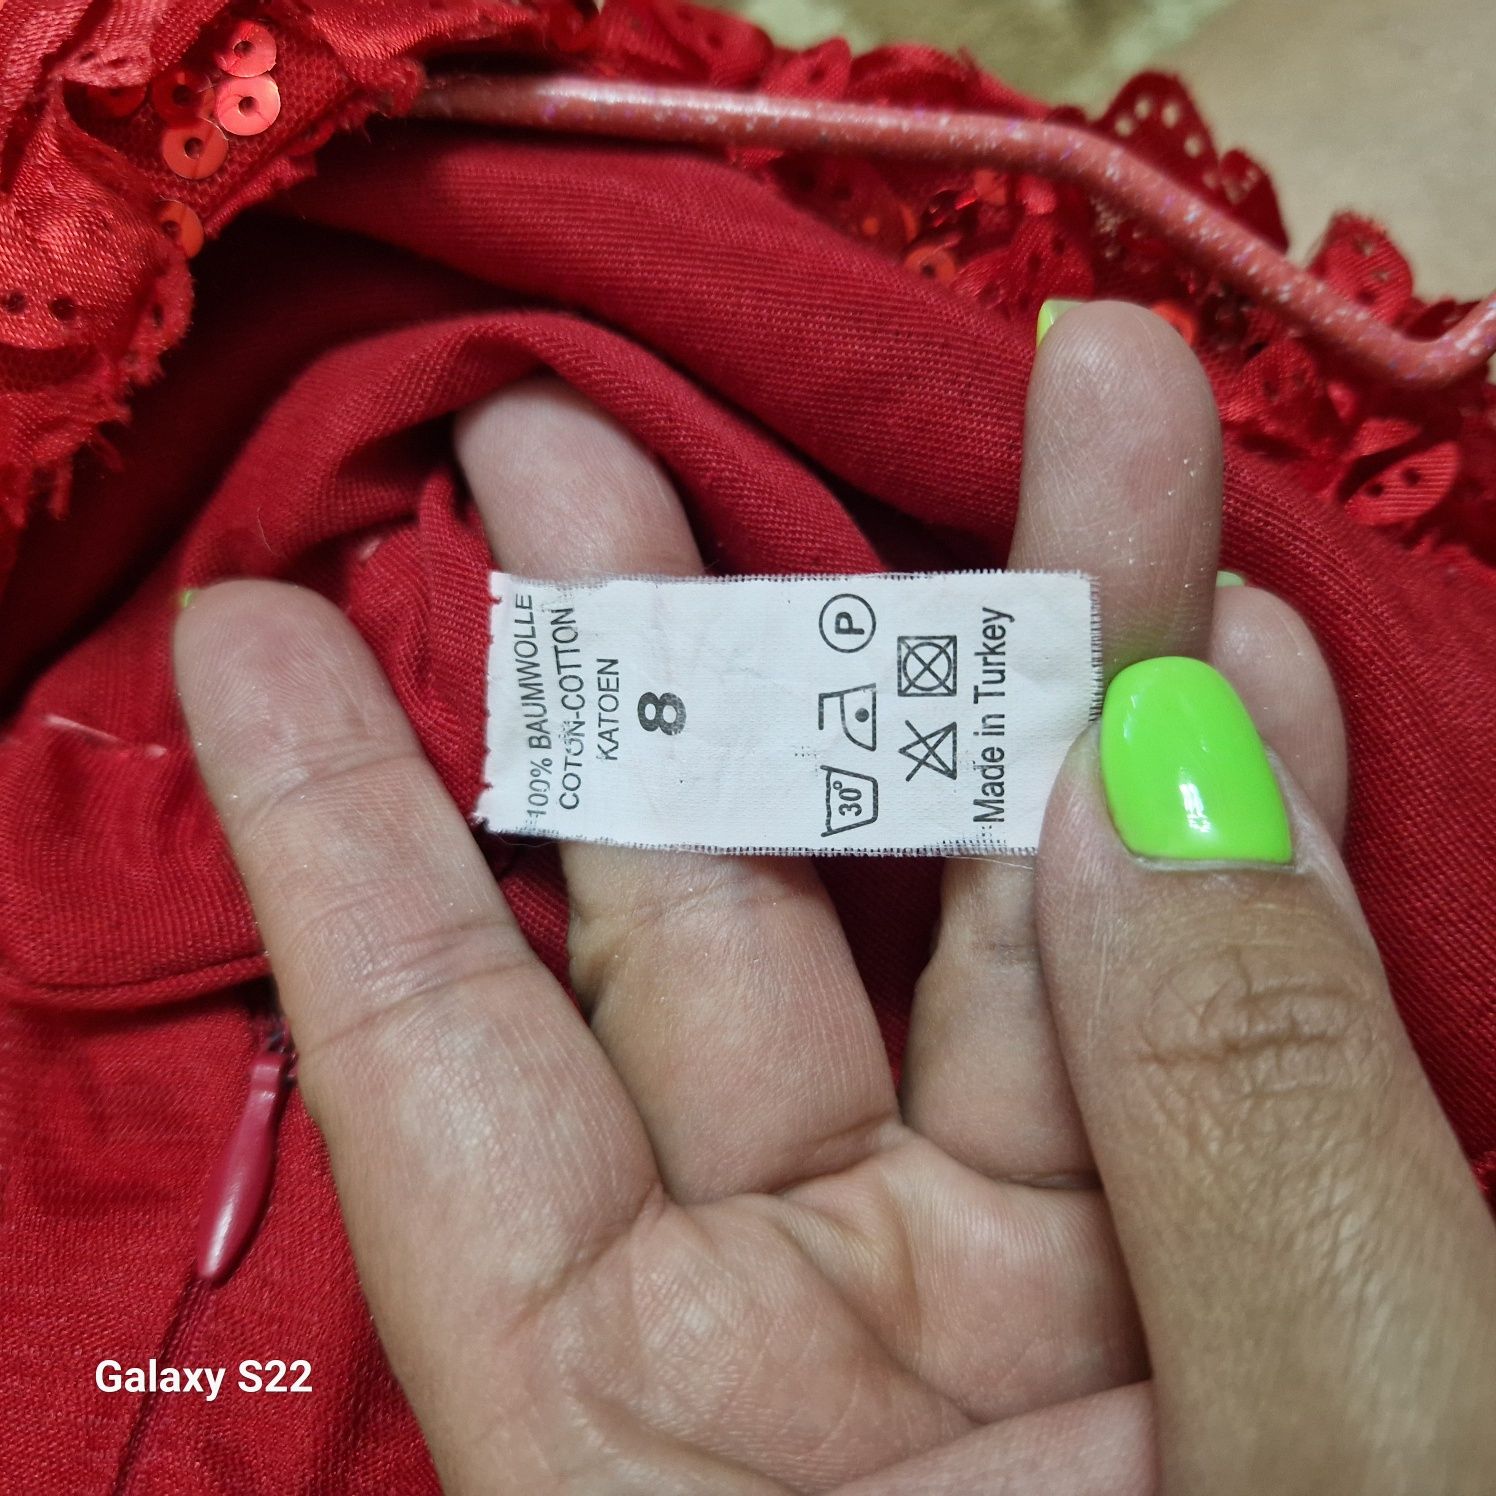 100% BAUMWOLLE
COTON-COTTON
KATOEN
8
30°
P
Made in Turkey
Galaxy S22